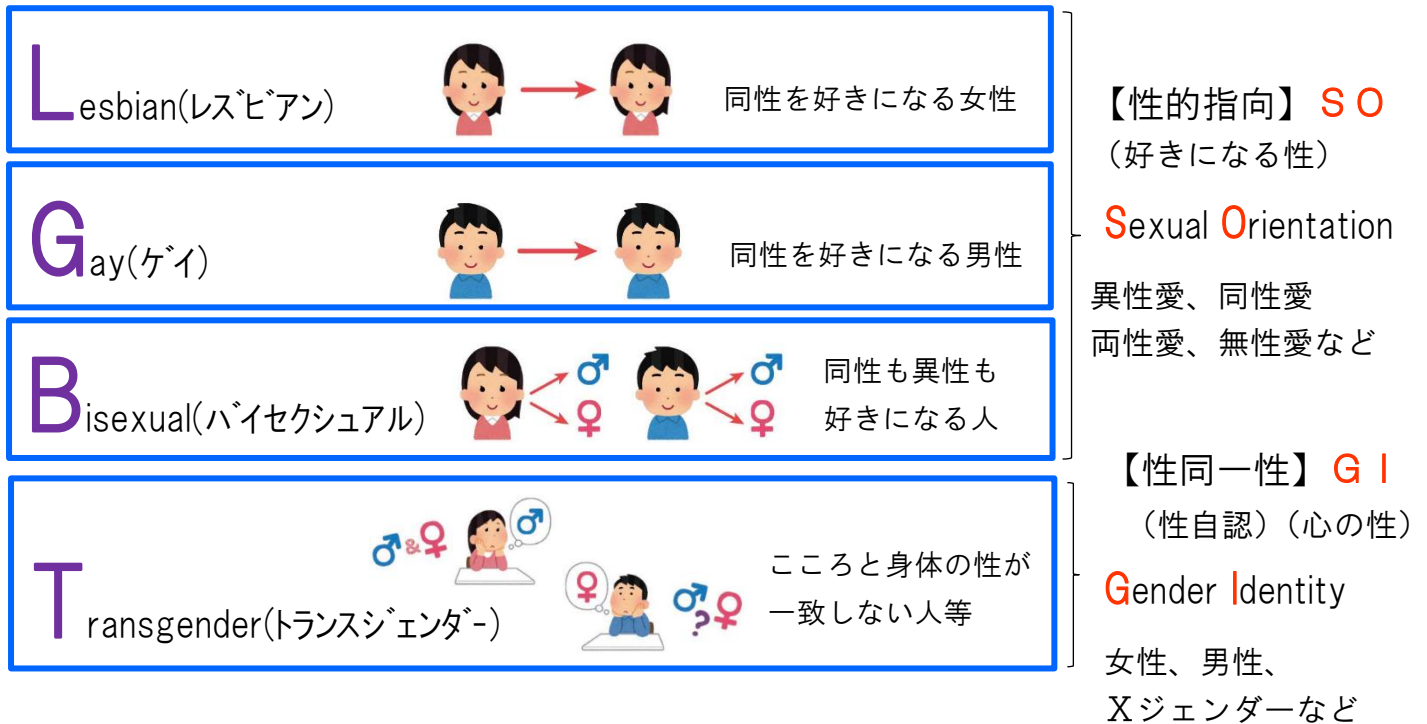 Lesbian(レズビアン)
同性を好きになる女性
Gay(ゲイ)
同性を好きになる男性
Bisexual(バイセクシュアル)
同性も異性も
好きになる人
Transgender(トランスジェンダー)
&
?
こころと身体の性が
一致しない人等
【性的指向】ＳＯ
（好きになる性）
Sexual Orientation
異性愛、同性愛
両性愛、無性愛など
【性同一性】ＧＩ
（性自認）（心の性）
Gender Identity
女性、男性、
Ｘジェンダーなど